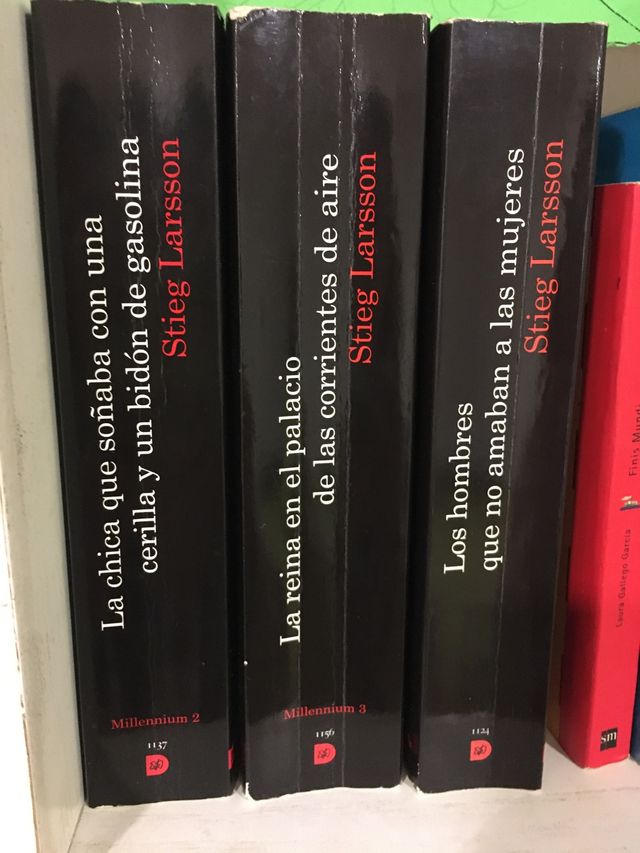 La chica que soñaba con una
cerilla y un bidón de gasolina
Stieg Larsson
Millennium 2
1137
La reina en el palacio
de las corrientes de aire
Stieg Larsson
Millennium 3
1156
Los hombres
que no amaban a las mujeres
Stieg Larsson
1124
Finis Mundi
Laura Gallego García
sm